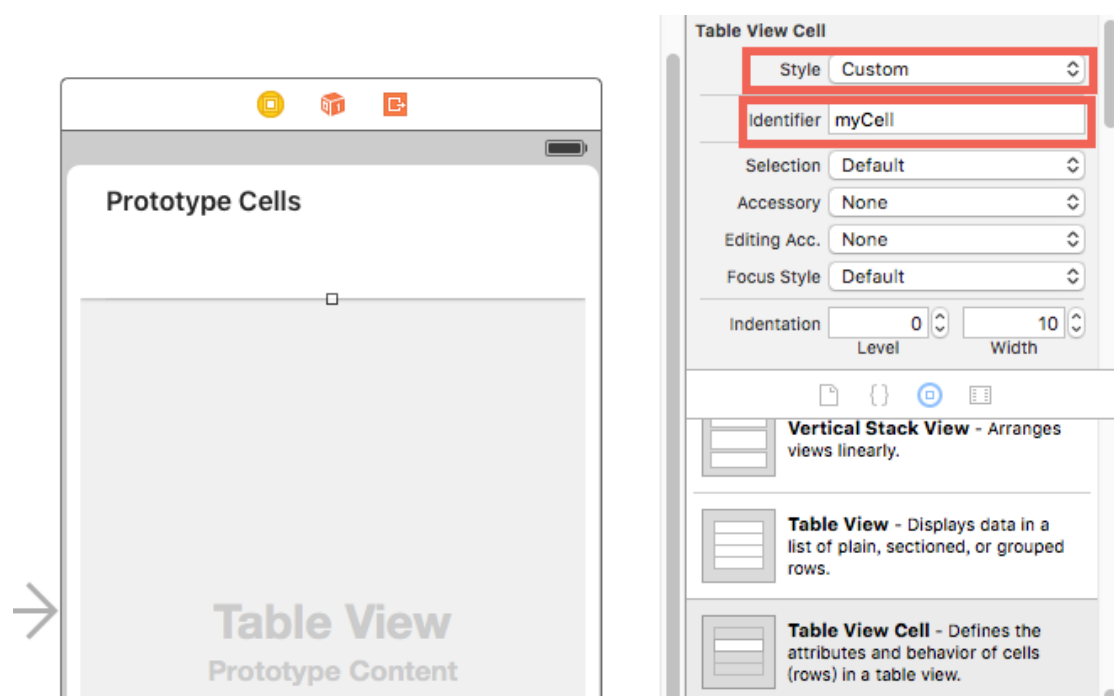 Prototype Cells
Table View
Prototype Content
Table View Cell
Style Custom
Identifier myCell
Selection Default
Accessory None
Editing Acc. None
Focus Style Default
Indentation 0 10
Level Width
{}
Vertical Stack View - Arranges
views linearly.
Table View - Displays data in a
list of plain, sectioned, or grouped
rows.
Table View Cell - Defines the
attributes and behavior of cells
(rows) in a table view.